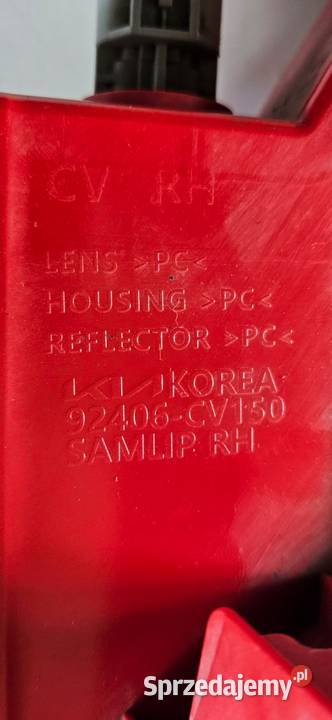 CV RH
LENS >PC<
HOUSING >PC<
REFLECTOR >PC<
KIA KOREA
92406-CV150
SAMLIP RH
Sprzedajemy.pl